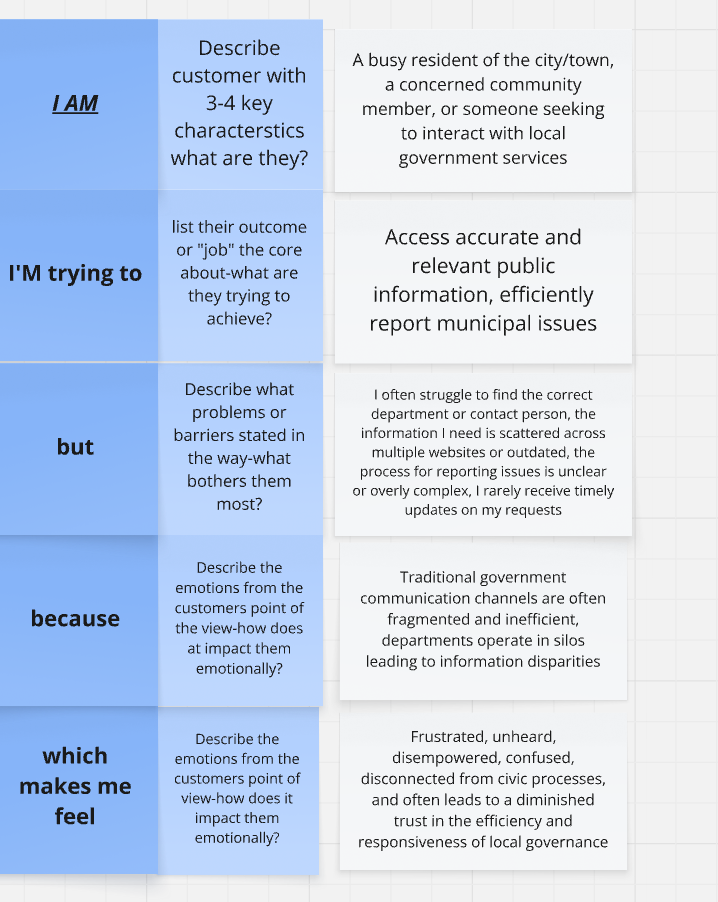 I AM
Describe
customer with
3-4 key
characterstics
what are they?
A busy resident of the city/town,
a concerned community
member, or someone seeking
to interact with local
government services
I'M trying to
list their outcome
or "job" the core
about-what are
they trying to
achieve?
Access accurate and
relevant public
information, efficiently
report municipal issues
but
Describe what
problems or
barriers stated in
the way-what
bothers them
most?
I often struggle to find the correct
department or contact person, the
information I need is scattered across
multiple websites or outdated, the
process for reporting issues is unclear
or overly complex, I rarely receive timely
updates on my requests
because
Describe the
emotions from the
customers point of
the view-how does
at impact them
emotionally?
Traditional government
communication channels are often
fragmented and inefficient,
departments operate in silos
leading to information disparities
which
makes me
feel
Describe the
emotions from the
customers point of
view-how does it
impact them
emotionally?
Frustrated, unheard,
disempowered, confused,
disconnected from civic processes,
and often leads to a diminished
trust in the efficiency and
responsiveness of local governance